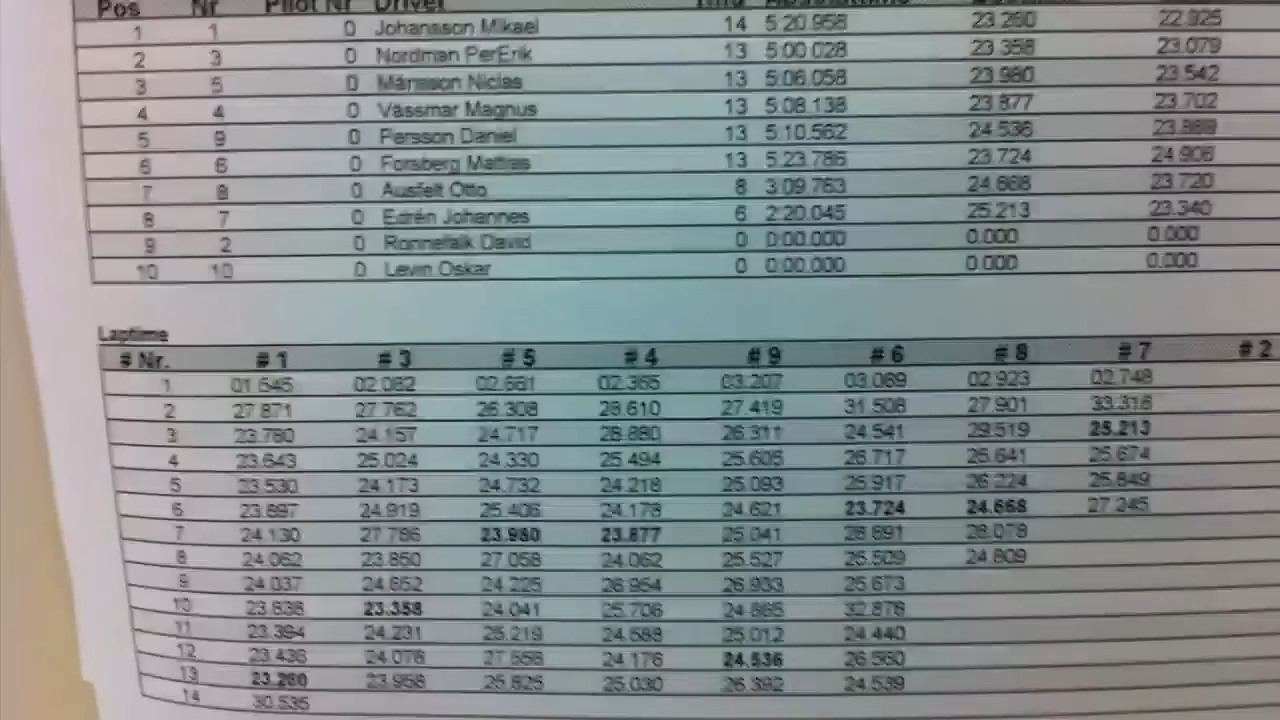 Pos Nr Pilot Nr Driver
1 1 0 Johansson Mikael 14 5:20.958 23.260 22.925
2 3 0 Nordman PerErik 13 5:00.028 23.358 23.079
3 5 0 Månsson Niclas 13 5:06.058 23.980 23.542
4 4 0 Vässmar Magnus 13 5:08.138 23.877 23.702
5 9 0 Persson Daniel 13 5:10.562 24.536
6 6 0 Forsberg Mattias 13 5:23.786 23.724 24.906
7 8 0 Ausfelt Otto 8 3:09.763 24.668 23.720
8 7 0 Edrén Johannes 6 2:20.045 25.213 23.340
9 2 0 Ronnefalk David 0 0:00.000 0.000 0.000
10 10 0 Levin Oskar 0 0:00.000 0.000 0.000
Laptime
# Nr. # 1 # 3 # 5 # 4 # 9 # 6 # 8 # 7 # 2
1 01.545 02.082 02.661 02.365 03.207 03.089 02.923 02.748
2 27.871 27.762 26.308 28.610 27.419 31.508 27.901 33.316
3 23.780 24.157 24.717 26.311 24.541 29.519 25.213
4 23.643 25.024 24.330 25.494 25.605 26.717 25.641 25.674
5 23.530 24.173 24.732 24.218 25.093 25.917 26.224 25.849
6 23.697 24.919 25.406 24.178 24.621 23.724 24.668 27.245
7 24.130 27.786 23.980 23.877 25.041 28.691 28.078
8 24.062 23.850 27.058 24.062 25.527 25.509 24.809
9 24.037 24.652 24.225 26.954 26.933 25.673
10 23.838 23.358 24.041 25.706 24.865 32.878
11 23.394 24.231 25.219 24.588 25.012 24.440
12 23.436 24.076 24.176 24.536 26.560
13 23.260 23.958 25.825 25.030 26.392 24.539
14 30.535